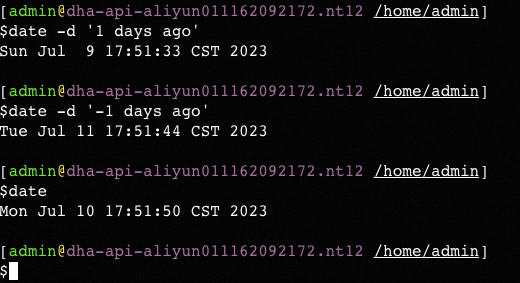 [admin@dha-api-aliyun011162092172.nt12 /home/admin]
$date -d '1 days ago'
Sun Jul  9 17:51:33 CST 2023
[admin@dha-api-aliyun011162092172.nt12 /home/admin]
$date -d '-1 days ago'
Tue Jul 11 17:51:44 CST 2023
[admin@dha-api-aliyun011162092172.nt12 /home/admin]
$date
Mon Jul 10 17:51:50 CST 2023
[admin@dha-api-aliyun011162092172.nt12 /home/admin]
$